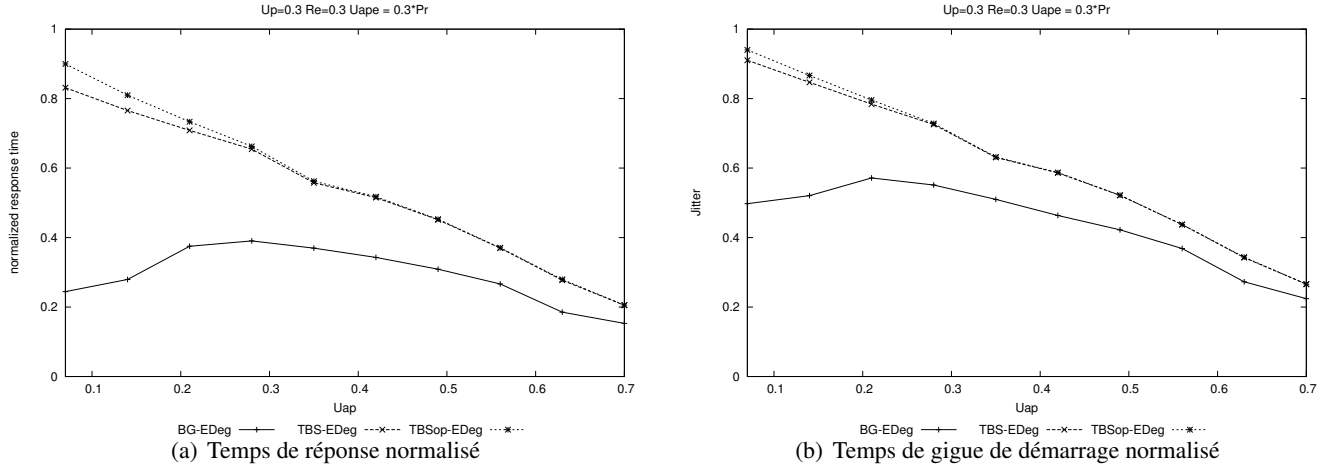 Up=0.3 Re=0.3 Uape = 0.3*Pr
1
0.8
0.6
0.4
0.2
0
normalized response time
0.1 0.2 0.3 0.4 0.5 0.6 0.7
Uap
BG-EDeg TBS-EDeg TBSop-EDeg
(a) Temps de réponse normalisé
Up=0.3 Re=0.3 Uape = 0.3*Pr
1
0.8
0.6
0.4
0.2
0
Jitter
0.1 0.2 0.3 0.4 0.5 0.6 0.7
Uap
BG-EDeg TBS-EDeg TBSop-EDeg
(b) Temps de gigue de démarrage normalisé